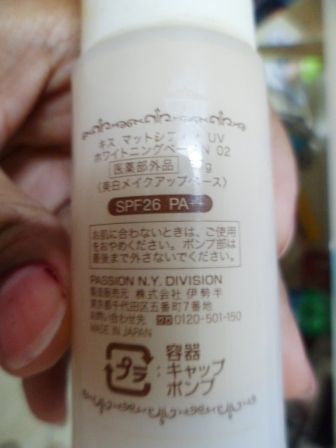 キス マットシフォン UV
ホワイトニングベースN 02
医薬部外品 g
〈美白メイクアップベース〉
SPF26 PA++
お肌に合わないときは、ご使用
をおやめください。ポンプ部は
最後まで外さないでください。
PASSION N.Y. DIVISION
製造販売元 株式会社 伊勢半
東京都千代田区五番町7番地
お問い合わせ先 0120-501-150
MADE IN JAPAN
プラ
容器
:キャップ
ポンプ